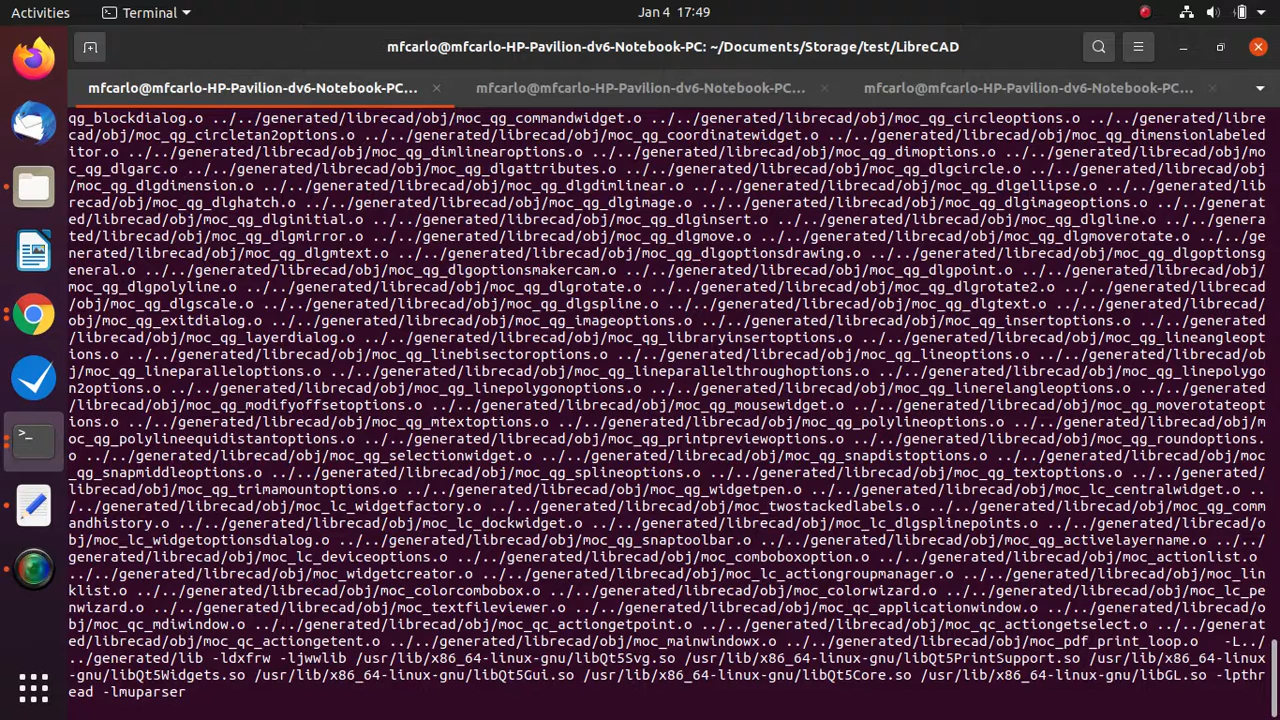 Activities
Terminal
Jan 4 17:49
mfcarlo@mfcarlo-HP-Pavilion-dv6-Notebook-PC: ~/Documents/Storage/test/LibreCAD
mfcarlo@mfcarlo-HP-Pavilion-dv6-Notebook-PC...
mfcarlo@mfcarlo-HP-Pavilion-dv6-Notebook-PC...
mfcarlo@mfcarlo-HP-Pavilion-dv6-Notebook-PC...
qg_blockdialog.o ../../generated/librecad/obj/moc_qg_commandwidget.o ../../generated/librecad/obj/moc_qg_circleoptions.o ../../generated/libre
cad/obj/moc_qg_circletan2options.o ../../generated/librecad/obj/moc_qg_coordinatewidget.o ../../generated/librecad/obj/moc_qg_dimensionlabeled
itor.o ../../generated/librecad/obj/moc_qg_dimlinearoptions.o ../../generated/librecad/obj/moc_qg_dimoptions.o ../../generated/librecad/obj/mo
c_qg_dlgarc.o ../../generated/librecad/obj/moc_qg_dlgattributes.o ../../generated/librecad/obj/moc_qg_dlgcircle.o ../../generated/librecad/obj
/moc_qg_dlgdimension.o ../../generated/librecad/obj/moc_qg_dlgdimlinear.o ../../generated/librecad/obj/moc_qg_dlgellipse.o ../../generated/lib
recad/obj/moc_qg_dlghatch.o ../../generated/librecad/obj/moc_qg_dlgimage.o ../../generated/librecad/obj/moc_qg_dlgimageoptions.o ../../generat
ed/librecad/obj/moc_qg_dlginitial.o ../../generated/librecad/obj/moc_qg_dlginsert.o ../../generated/librecad/obj/moc_qg_dlgline.o ../../genera
ted/librecad/obj/moc_qg_dlgmirror.o ../../generated/librecad/obj/moc_qg_dlgmove.o ../../generated/librecad/obj/moc_qg_dlgmoverotate.o ../../ge
nerated/librecad/obj/moc_qg_dlgmtext.o ../../generated/librecad/obj/moc_qg_dlgoptionsdrawing.o ../../generated/librecad/obj/moc_qg_dlgoptionsg
eneral.o ../../generated/librecad/obj/moc_qg_dlgoptionsmakercam.o ../../generated/librecad/obj/moc_qg_dlgpoint.o ../../generated/librecad/obj/
moc_qg_dlgpolyline.o ../../generated/librecad/obj/moc_qg_dlgrotate.o ../../generated/librecad/obj/moc_qg_dlgrotate2.o ../../generated/librecad
/obj/moc_qg_dlgscale.o ../../generated/librecad/obj/moc_qg_dlgspline.o ../../generated/librecad/obj/moc_qg_dlgtext.o ../../generated/librecad/
obj/moc_qg_exitdialog.o ../../generated/librecad/obj/moc_qg_imageoptions.o ../../generated/librecad/obj/moc_qg_insertoptions.o ../../generated
/librecad/obj/moc_qg_layerdialog.o ../../generated/librecad/obj/moc_qg_libraryinsertoptions.o ../../generated/librecad/obj/moc_qg_lineangleopt
ions.o ../../generated/librecad/obj/moc_qg_linebisectoroptions.o ../../generated/librecad/obj/moc_qg_lineoptions.o ../../generated/librecad/ob
j/moc_qg_lineparalleloptions.o ../../generated/librecad/obj/moc_qg_lineparallelthroughoptions.o ../../generated/librecad/obj/moc_qg_linepolygo
n2options.o ../../generated/librecad/obj/moc_qg_linepolygonoptions.o ../../generated/librecad/obj/moc_qg_linerelangleoptions.o ../../generated
/librecad/obj/moc_qg_modifyoffsetoptions.o ../../generated/librecad/obj/moc_qg_mousewidget.o ../../generated/librecad/obj/moc_qg_moverotateopt
ions.o ../../generated/librecad/obj/moc_qg_mtextoptions.o ../../generated/librecad/obj/moc_qg_polylineoptions.o ../../generated/librecad/obj/m
oc_qg_polylineequidistantoptions.o ../../generated/librecad/obj/moc_qg_printpreviewoptions.o ../../generated/librecad/obj/moc_qg_roundoptions.
o ../../generated/librecad/obj/moc_qg_selectionwidget.o ../../generated/librecad/obj/moc_qg_snapdistoptions.o ../../generated/librecad/obj/moc
_qg_snapmiddleoptions.o ../../generated/librecad/obj/moc_qg_splineoptions.o ../../generated/librecad/obj/moc_qg_textoptions.o ../../generated/
librecad/obj/moc_qg_trimamountoptions.o ../../generated/librecad/obj/moc_qg_widgetpen.o ../../generated/librecad/obj/moc_lc_centralwidget.o ..
/../generated/librecad/obj/moc_lc_widgetfactory.o ../../generated/librecad/obj/moc_twostackedlabels.o ../../generated/librecad/obj/moc_qg_comm
andhistory.o ../../generated/librecad/obj/moc_lc_dockwidget.o ../../generated/librecad/obj/moc_lc_dlgsplinepoints.o ../../generated/librecad/o
bj/moc_lc_widgetoptionsdialog.o ../../generated/librecad/obj/moc_qg_snaptoolbar.o ../../generated/librecad/obj/moc_qg_activelayername.o ../../
generated/librecad/obj/moc_lc_deviceoptions.o ../../generated/librecad/obj/moc_comboboxoption.o ../../generated/librecad/obj/moc_actionlist.o
../../generated/librecad/obj/moc_widgetcreator.o ../../generated/librecad/obj/moc_lc_actiongroupmanager.o ../../generated/librecad/obj/moc_lin
klist.o ../../generated/librecad/obj/moc_colorcombobox.o ../../generated/librecad/obj/moc_colorwizard.o ../../generated/librecad/obj/moc_lc_pe
nwizard.o ../../generated/librecad/obj/moc_textfileviewer.o ../../generated/librecad/obj/moc_qc_applicationwindow.o ../../generated/librecad/o
bj/moc_qc_mdiwindow.o ../../generated/librecad/obj/moc_qc_actiongetpoint.o ../../generated/librecad/obj/moc_qc_actiongetselect.o ../../generat
ed/librecad/obj/moc_qc_actiongetent.o ../../generated/librecad/obj/moc_mainwindowx.o ../../generated/librecad/obj/moc_pdf_print_loop.o   -L../
../generated/lib -ldxfrw -ljwwlib /usr/lib/x86_64-linux-gnu/libQt5Svg.so /usr/lib/x86_64-linux-gnu/libQt5PrintSupport.so /usr/lib/x86_64-linux
-gnu/libQt5Widgets.so /usr/lib/x86_64-linux-gnu/libQt5Gui.so /usr/lib/x86_64-linux-gnu/libQt5Core.so /usr/lib/x86_64-linux-gnu/libGL.so -lpthr
ead -lmuparser